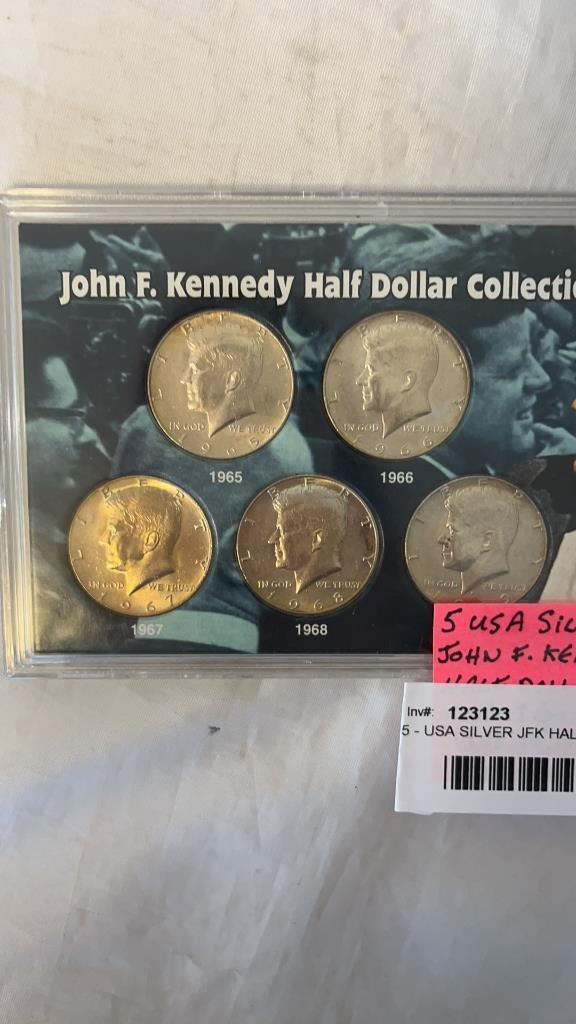 John F. Kennedy Half Dollar Collectio
LIBERTY
IN GOD WE TRUST
1965
1965
LIBERTY
IN GOD WE TRUST
1966
1966
LIBERTY
IN GOD WE TRUST
1967
1967
LIBERTY
IN GOD WE TRUST
1968
1968
LIBERTY
IN GOD WE TRUST
5 USA SIL
JOHN F. KE
Inv#: 123123
5 - USA SILVER JFK HAL